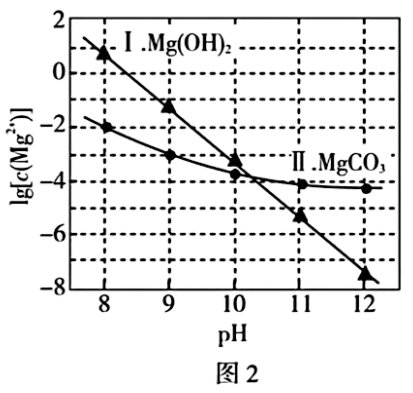 2
0
-2
-4
-6
-8
lg[c(Mg²⁺)]
Ⅰ.Mg(OH)₂
Ⅱ.MgCO₃
8 9 10 11 12
pH
图 2